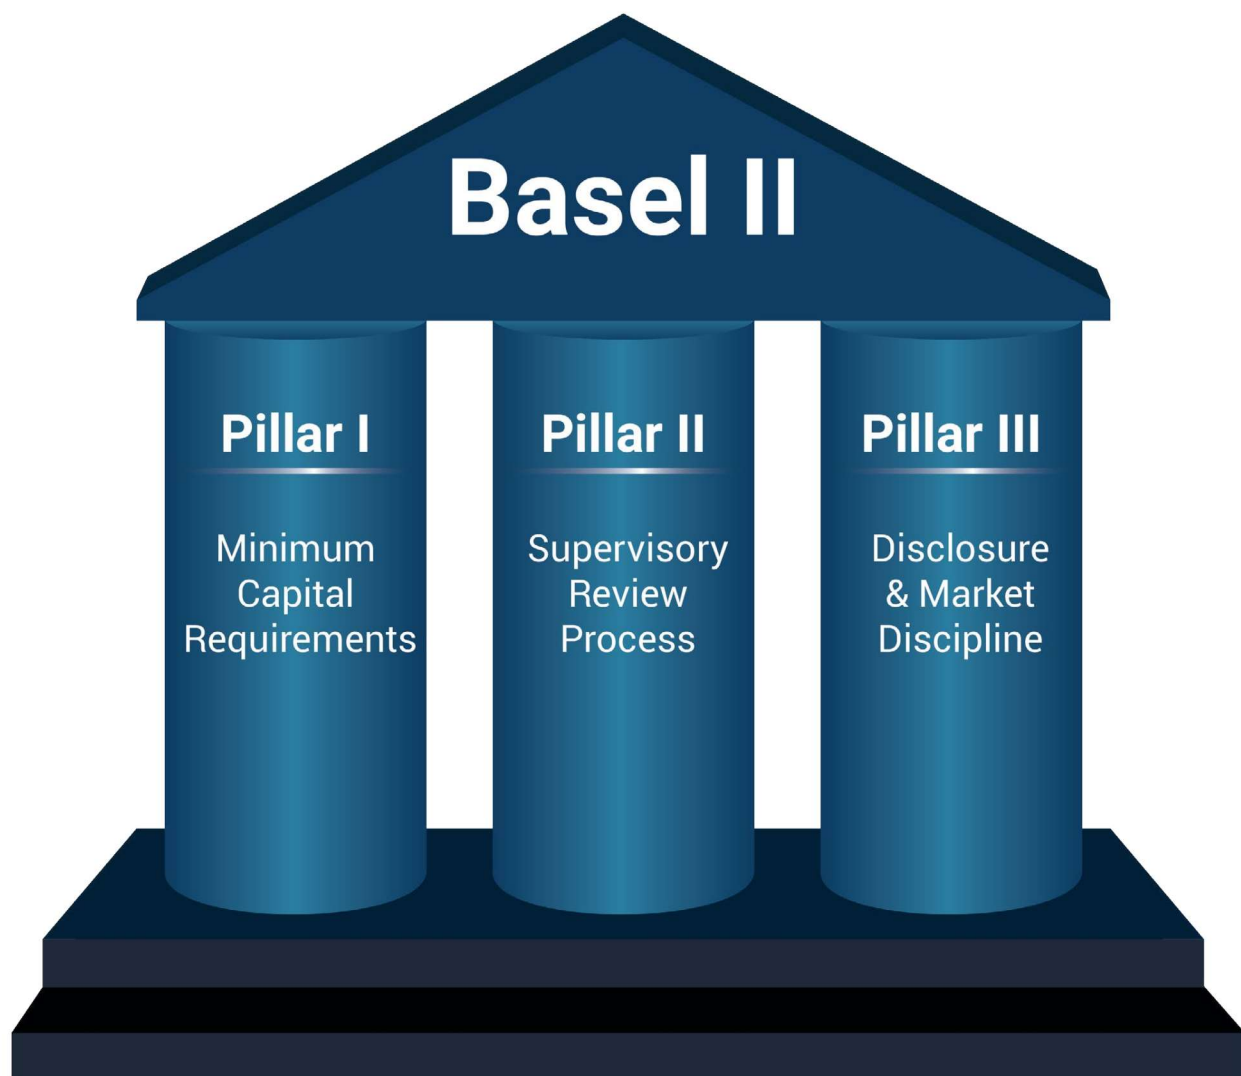 Basel II
Pillar I
Minimum
Capital
Requirements
Pillar II
Supervisory
Review
Process
Pillar III
Disclosure
& Market
Discipline